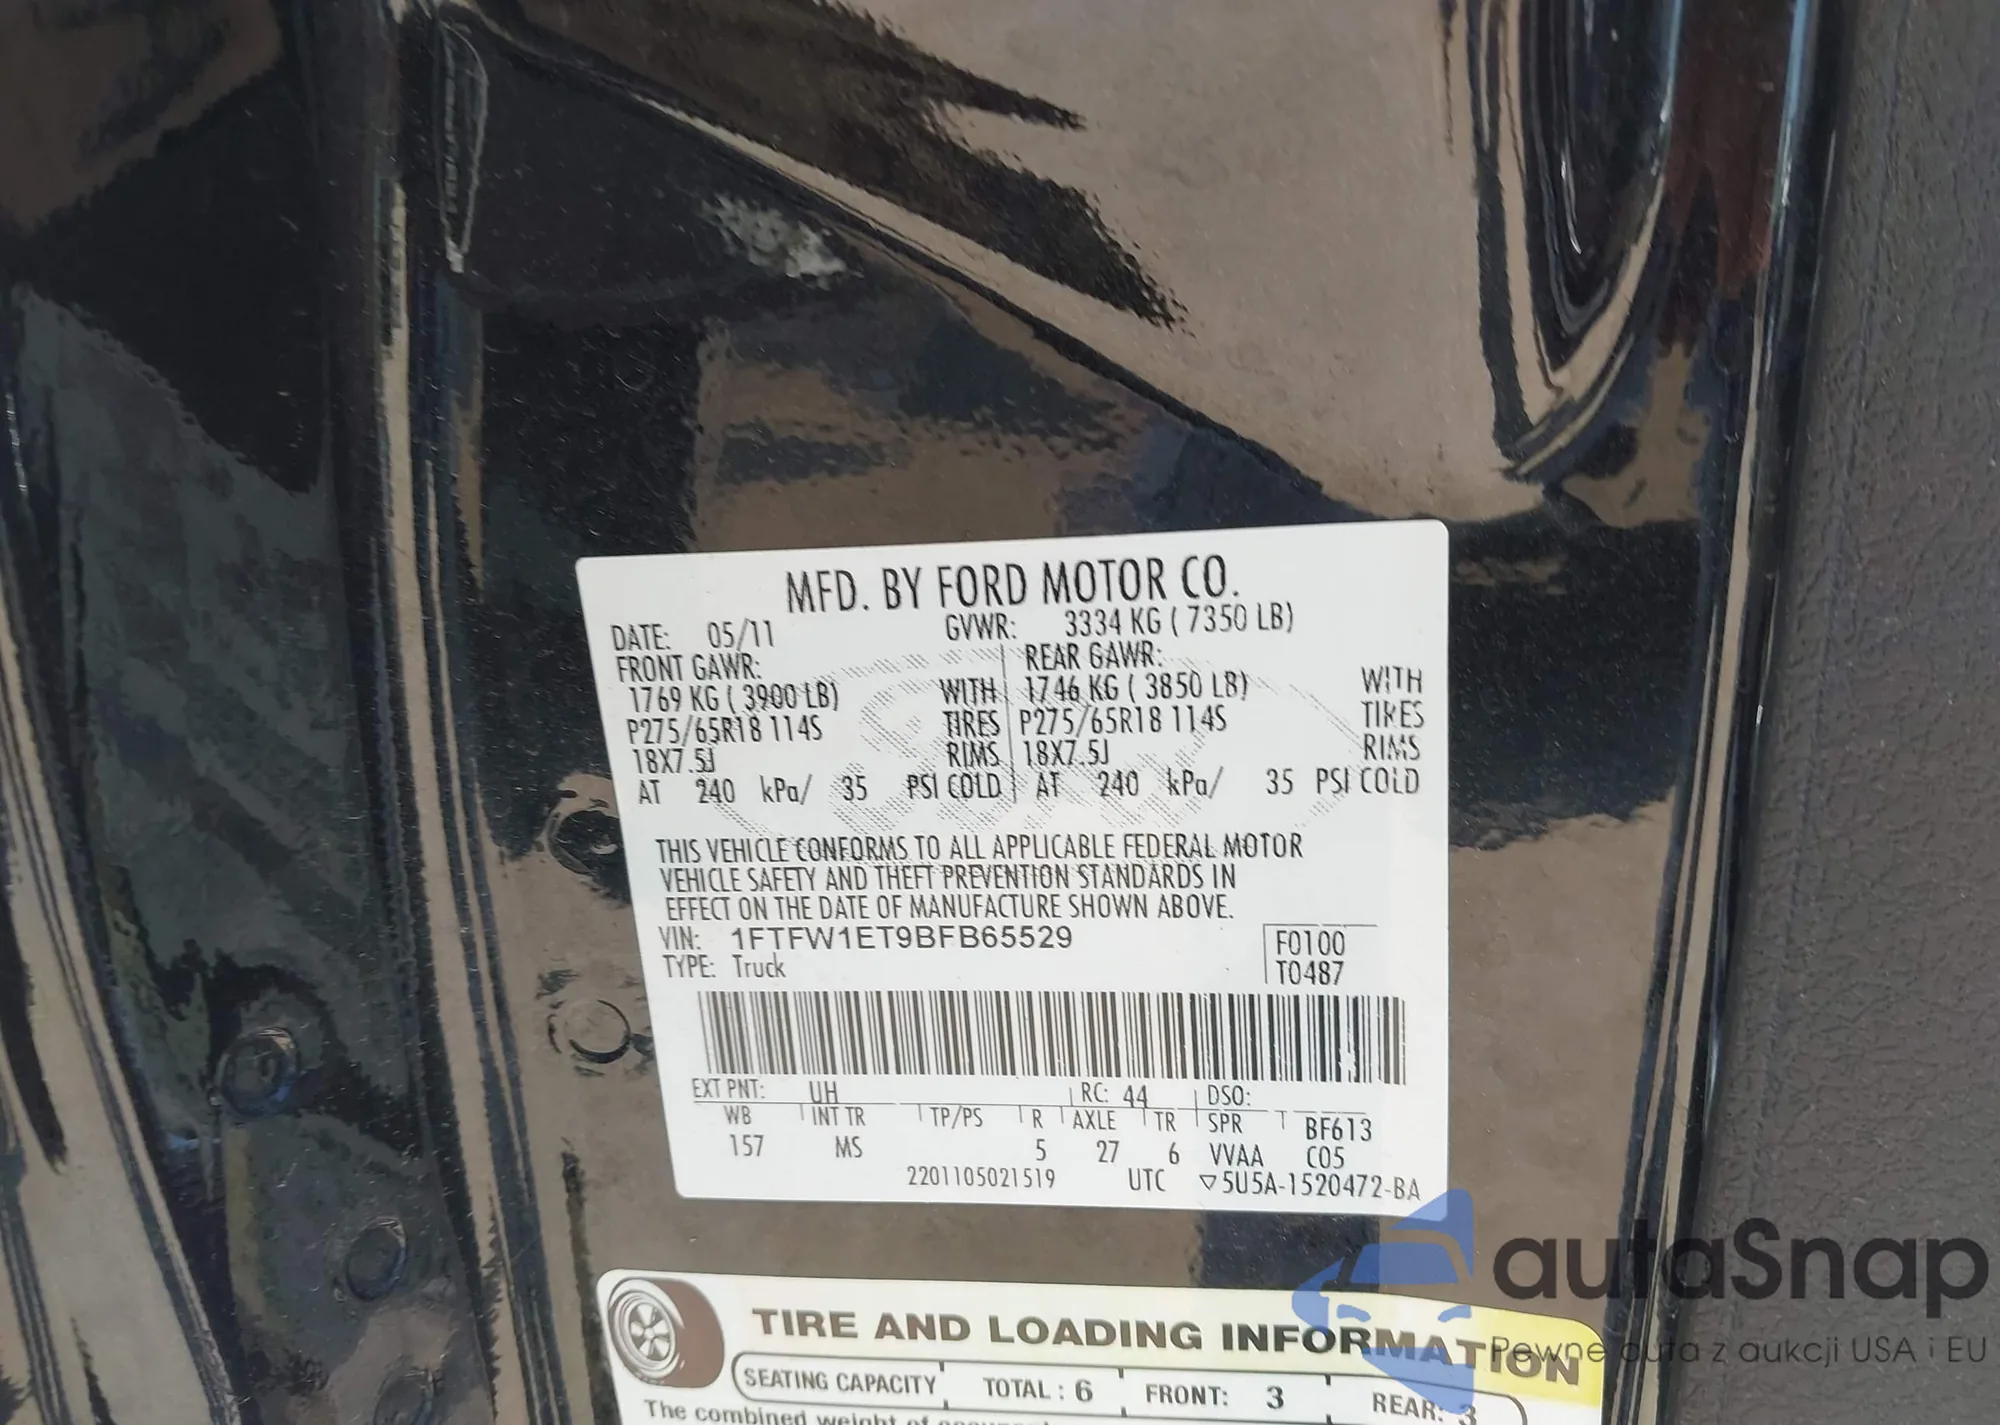 MFD. BY FORD MOTOR CO.
DATE: 05/11 GVWR: 3334 KG ( 7350 LB)
FRONT GAWR: REAR GAWR:
1769 KG ( 3900 LB) WITH 1746 KG ( 3850 LB) WITH
P275/65R18 114S TIRES P275/65R18 114S TIRES
18X7.5J RIMS 18X7.5J RIMS
AT 240 kPa/ 35 PSI COLD AT 240 kPa/ 35 PSI COLD
THIS VEHICLE CONFORMS TO ALL APPLICABLE FEDERAL MOTOR
VEHICLE SAFETY AND THEFT PREVENTION STANDARDS IN
EFFECT ON THE DATE OF MANUFACTURE SHOWN ABOVE.
VIN: 1FTFW1ET9BFB65529 F0100
TYPE: Truck T0487
EXT PNT: UH RC: 44 DSO:
WB INT TR TP/PS R AXLE TR SPR BF613
157 MS 5 27 6 VVAA C05
2201105021519 UTC ▽5U5A-1520472-BA
TIRE AND LOADING INFORMATION
SEATING CAPACITY TOTAL : 6 FRONT: 3 REAR: 3
The combined weight of
autaSnap
Pewne auta z aukcji USA i EU